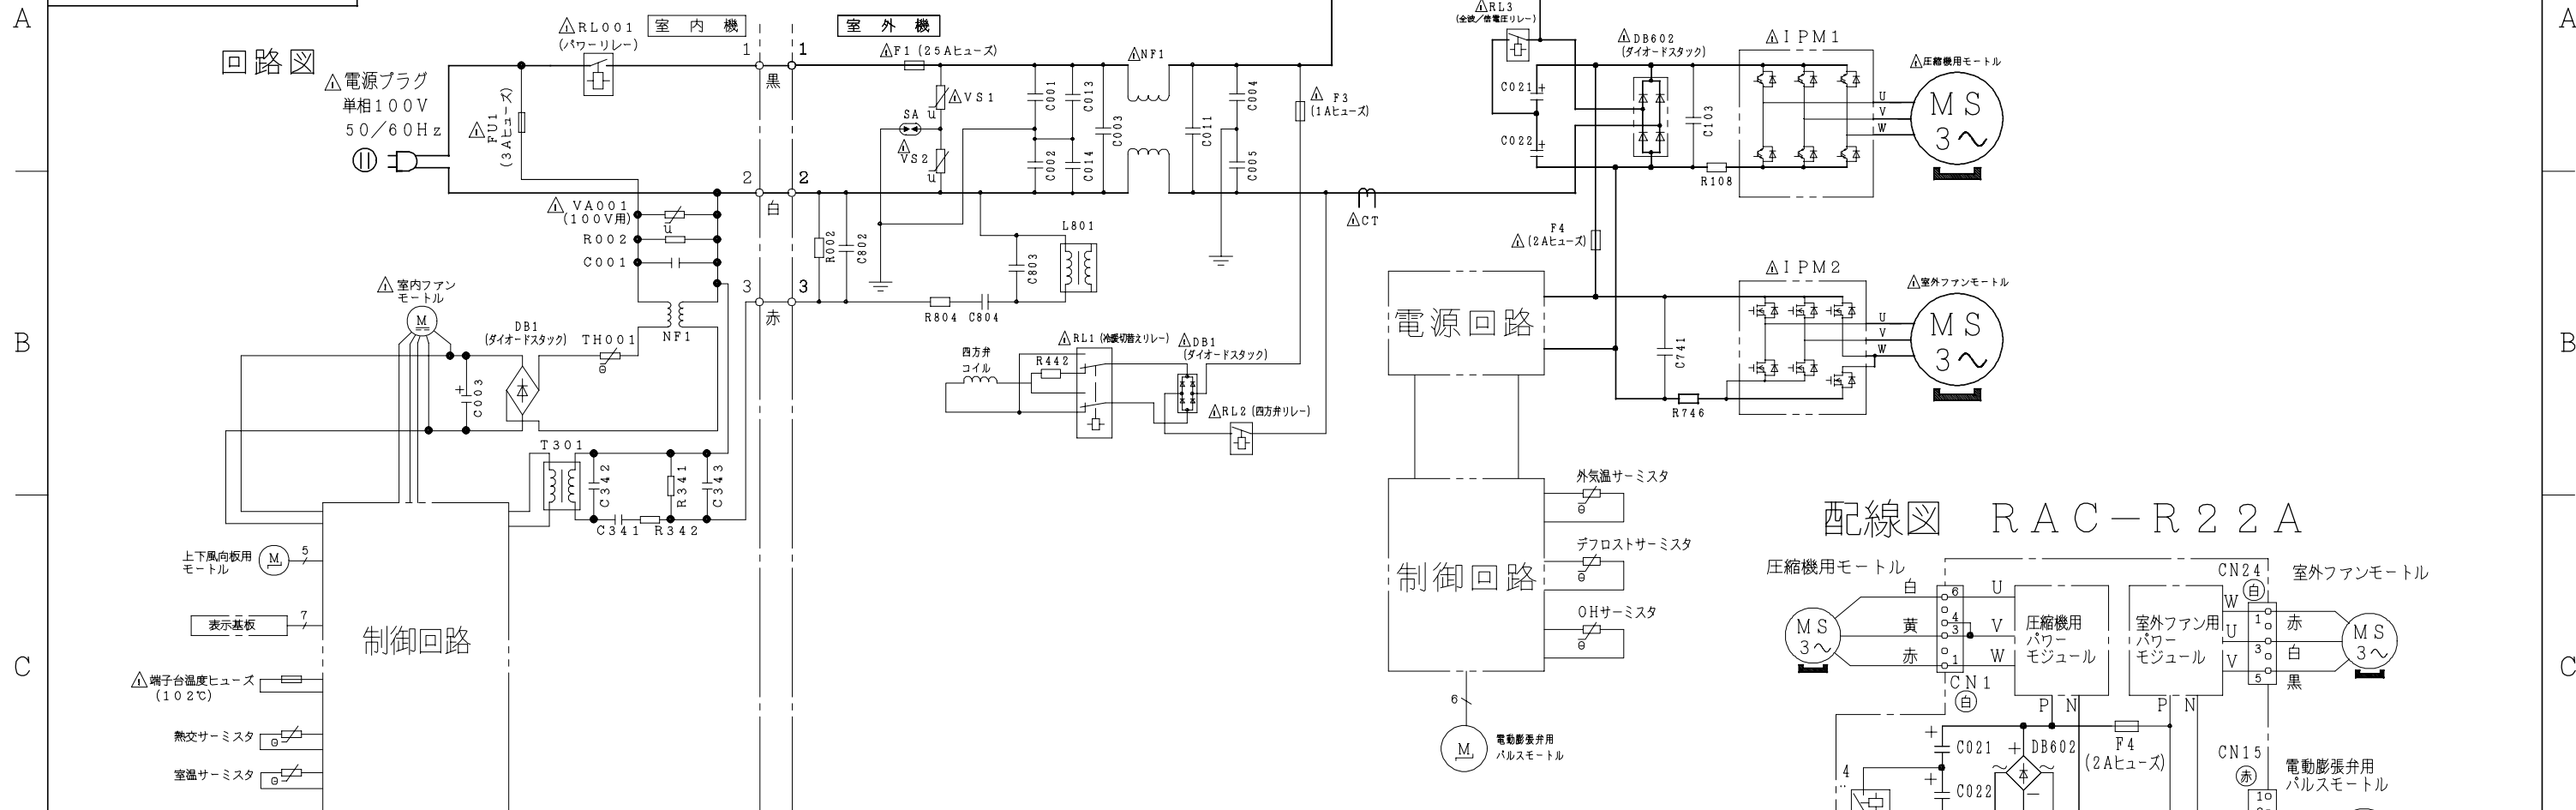 A
A
回路図
⚠RL001
(パワーリレー)
室内機
室外機
⚠電源プラグ
単相100V
50/60Hz
⚠FU1
(3Aヒューズ)
1
1
黒
2
2
白
3
3
赤
⚠F1 (25Aヒューズ)
⚠VS1
u
SA
⚠VS2
u
C001
C013
C002
C014
C003
⚠NF1
C011
C004
C005
⚠F3
(1Aヒューズ)
⚠RL3
(全波/倍電圧リレー)
C021
+
C022
+
⚠DB602
(ダイオードスタック)
C103
R108
⚠IPM1
U
V
W
⚠圧縮機用モートル
MS
3〜
⚠VA001
(100V用)
u
R002
C001
NF1
R002
C802
L801
C803
R804
C804
⚠CT
F4
⚠(2Aヒューズ)
電源回路
⚠IPM2
C741
R746
U
V
W
⚠室外ファンモートル
MS
3〜
B
B
⚠室内ファン
モートル
M
DB1
(ダイオードスタック)
TH001
θ
+
C003
四方弁
コイル
⚠RL1 (冷暖切替えリレー)
R442
⚠DB1
(ダイオードスタック)
⚠RL2 (四方弁リレー)
T301
C342
R341
C343
C341
R342
制御回路
外気温サーミスタ
θ
デフロストサーミスタ
θ
OHサーミスタ
θ
6
M
電動膨張弁用
パルスモートル
C
C
上下風向板用
モートル
M
5
表示基板
7
制御回路
⚠端子台温度ヒューズ
(102℃)
熱交サーミスタ
θ
室温サーミスタ
θ
配線図 RAC-R22A
圧縮機用モートル
MS
3〜
白
黄
赤
6
4
3
1
CN1
白
U
V
W
圧縮機用
パワー
モジュール
P
N
室外ファン用
パワー
モジュール
P
N
W
U
V
CN24
白
1
3
5
赤
白
黒
室外ファンモートル
MS
3〜
+
C021
+
C022
4
+
DB602
〜
〜
−
F4
(2Aヒューズ)
CN15
赤
1
電動膨張弁用
パルスモートル